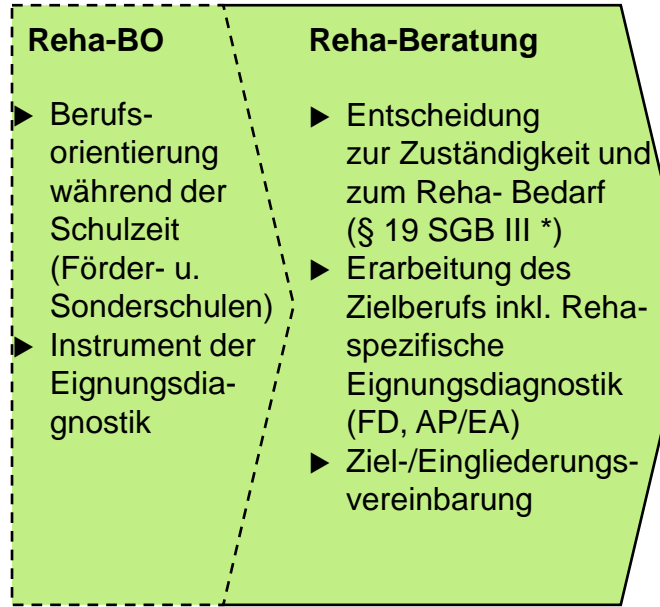 Reha-BO
▶ Berufs-
orientierung
während der
Schulzeit
(Förder- u.
Sonderschulen)
▶ Instrument der
Eignungsdia-
gnostik
Reha-Beratung
▶ Entscheidung
zur Zuständigkeit und
zum Reha- Bedarf
(§ 19 SGB III *)
▶ Erarbeitung des
Zielberufs inkl. Reha-
spezifische
Eignungsdiagnostik
(FD, AP/EA)
▶ Ziel-/Eingliederungs-
vereinbarung